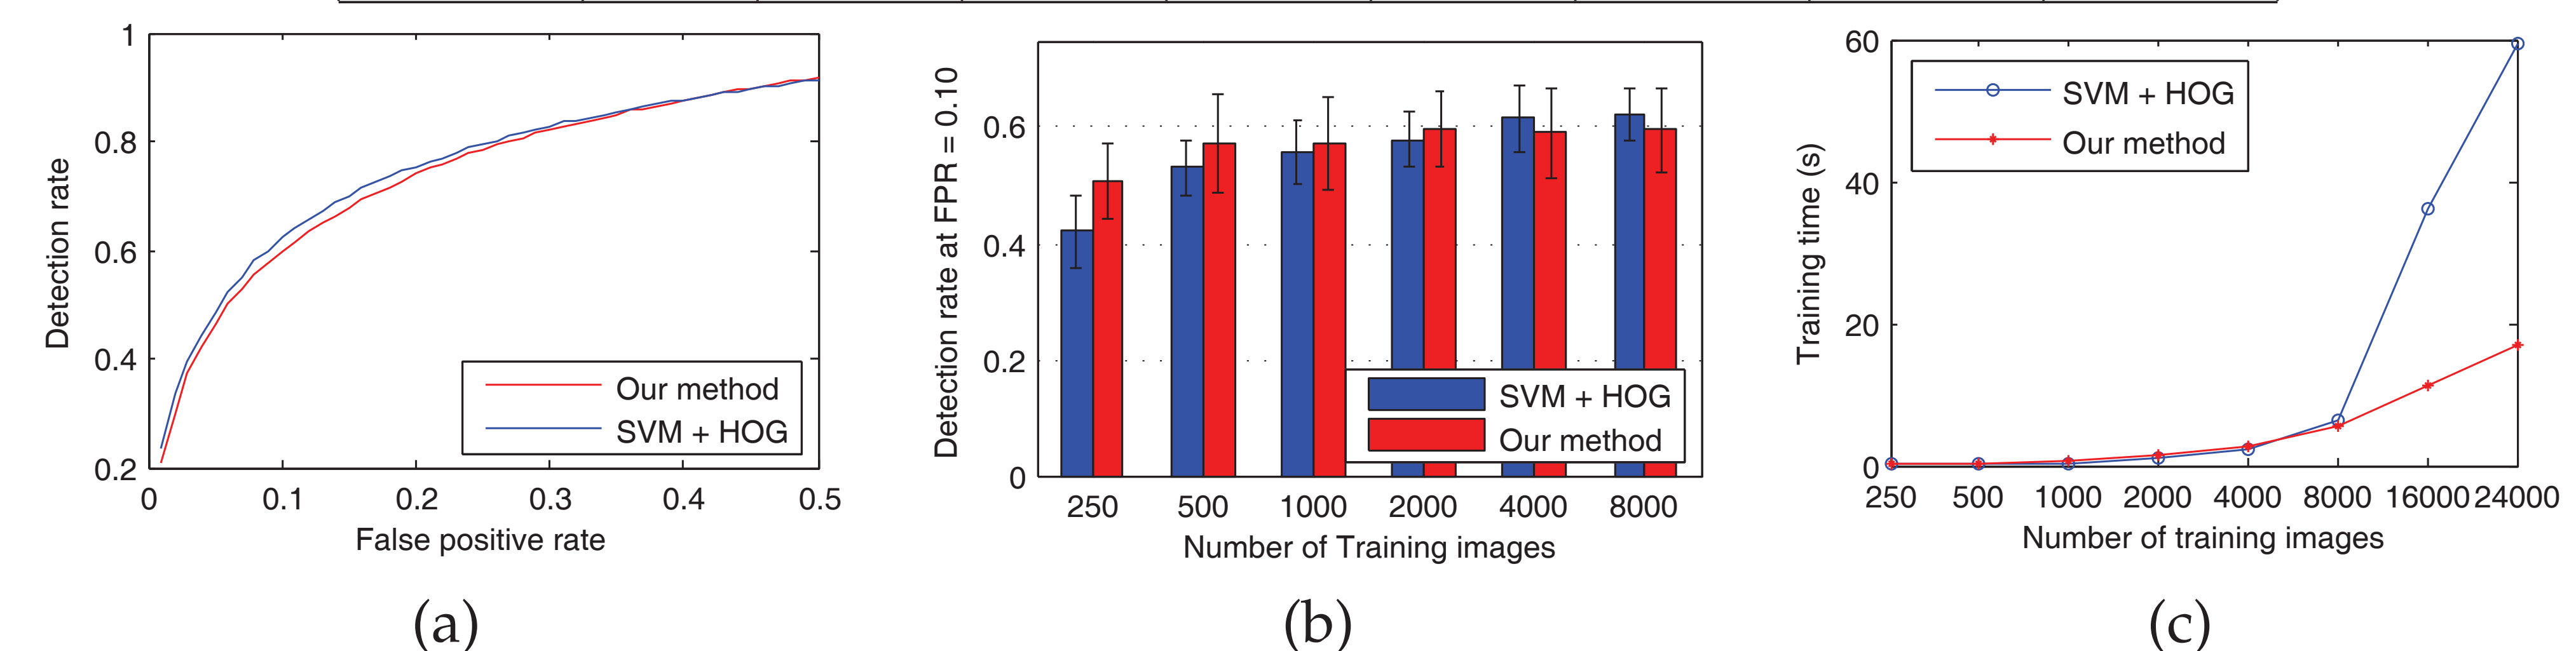 1
0.8
0.6
0.4
0.2
0 0.1 0.2 0.3 0.4 0.5
Detection rate
False positive rate
Our method
SVM + HOG
(a)
0.6
0.4
0.2
0
250 500 1000 2000 4000 8000
Detection rate at FPR = 0.10
Number of Training images
SVM + HOG
Our method
(b)
60
40
20
0
250 500 1000 2000 4000 8000 16000 24000
Training time (s)
Number of training images
SVM + HOG
Our method
(c)